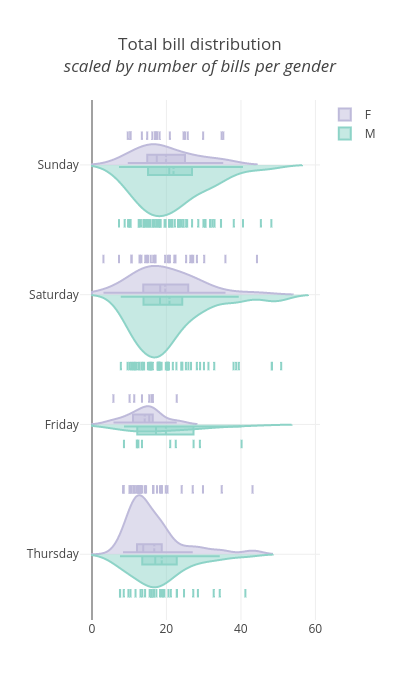 Total bill distribution
scaled by number of bills per gender
F
M
Sunday
Saturday
Friday
Thursday
0 20 40 60